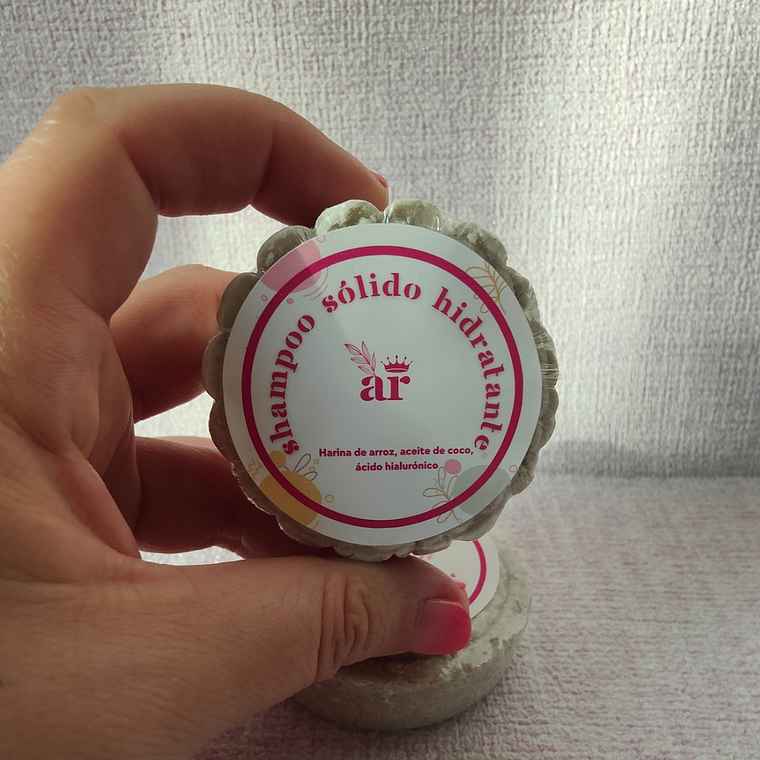 shampoo sólido hidratante
ar
Harina de arroz, aceite de coco,
ácido hialurónico